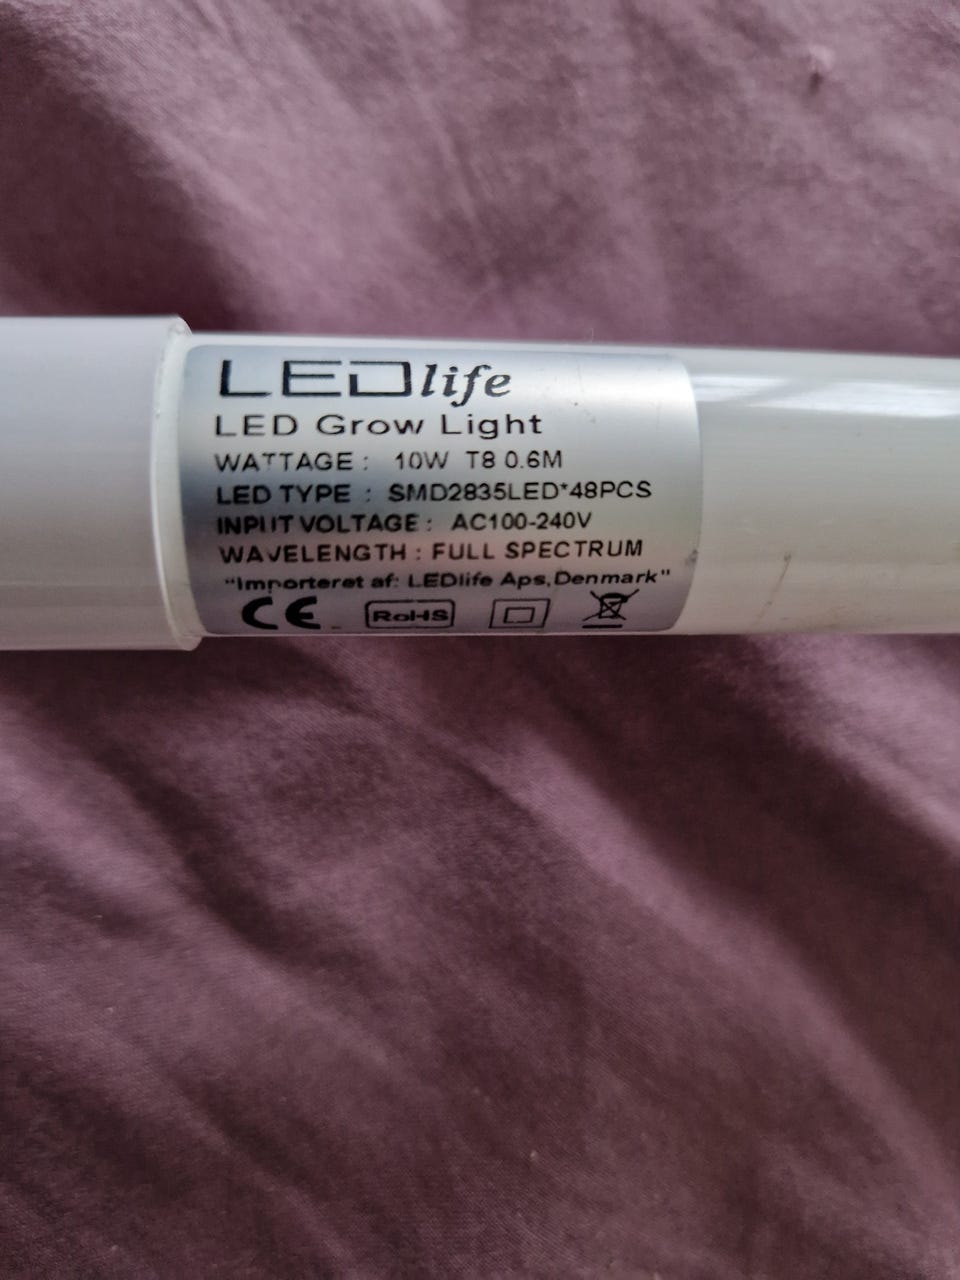 LEDlife
LED Grow Light
WATTAGE : 10W T8 0.6M
LED TYPE : SMD2835LED*48PCS
INPUT VOLTAGE : AC100-240V
WAVELENGTH : FULL SPECTRUM
"Importeret af: LEDlife Aps, Denmark"
CE RoHS